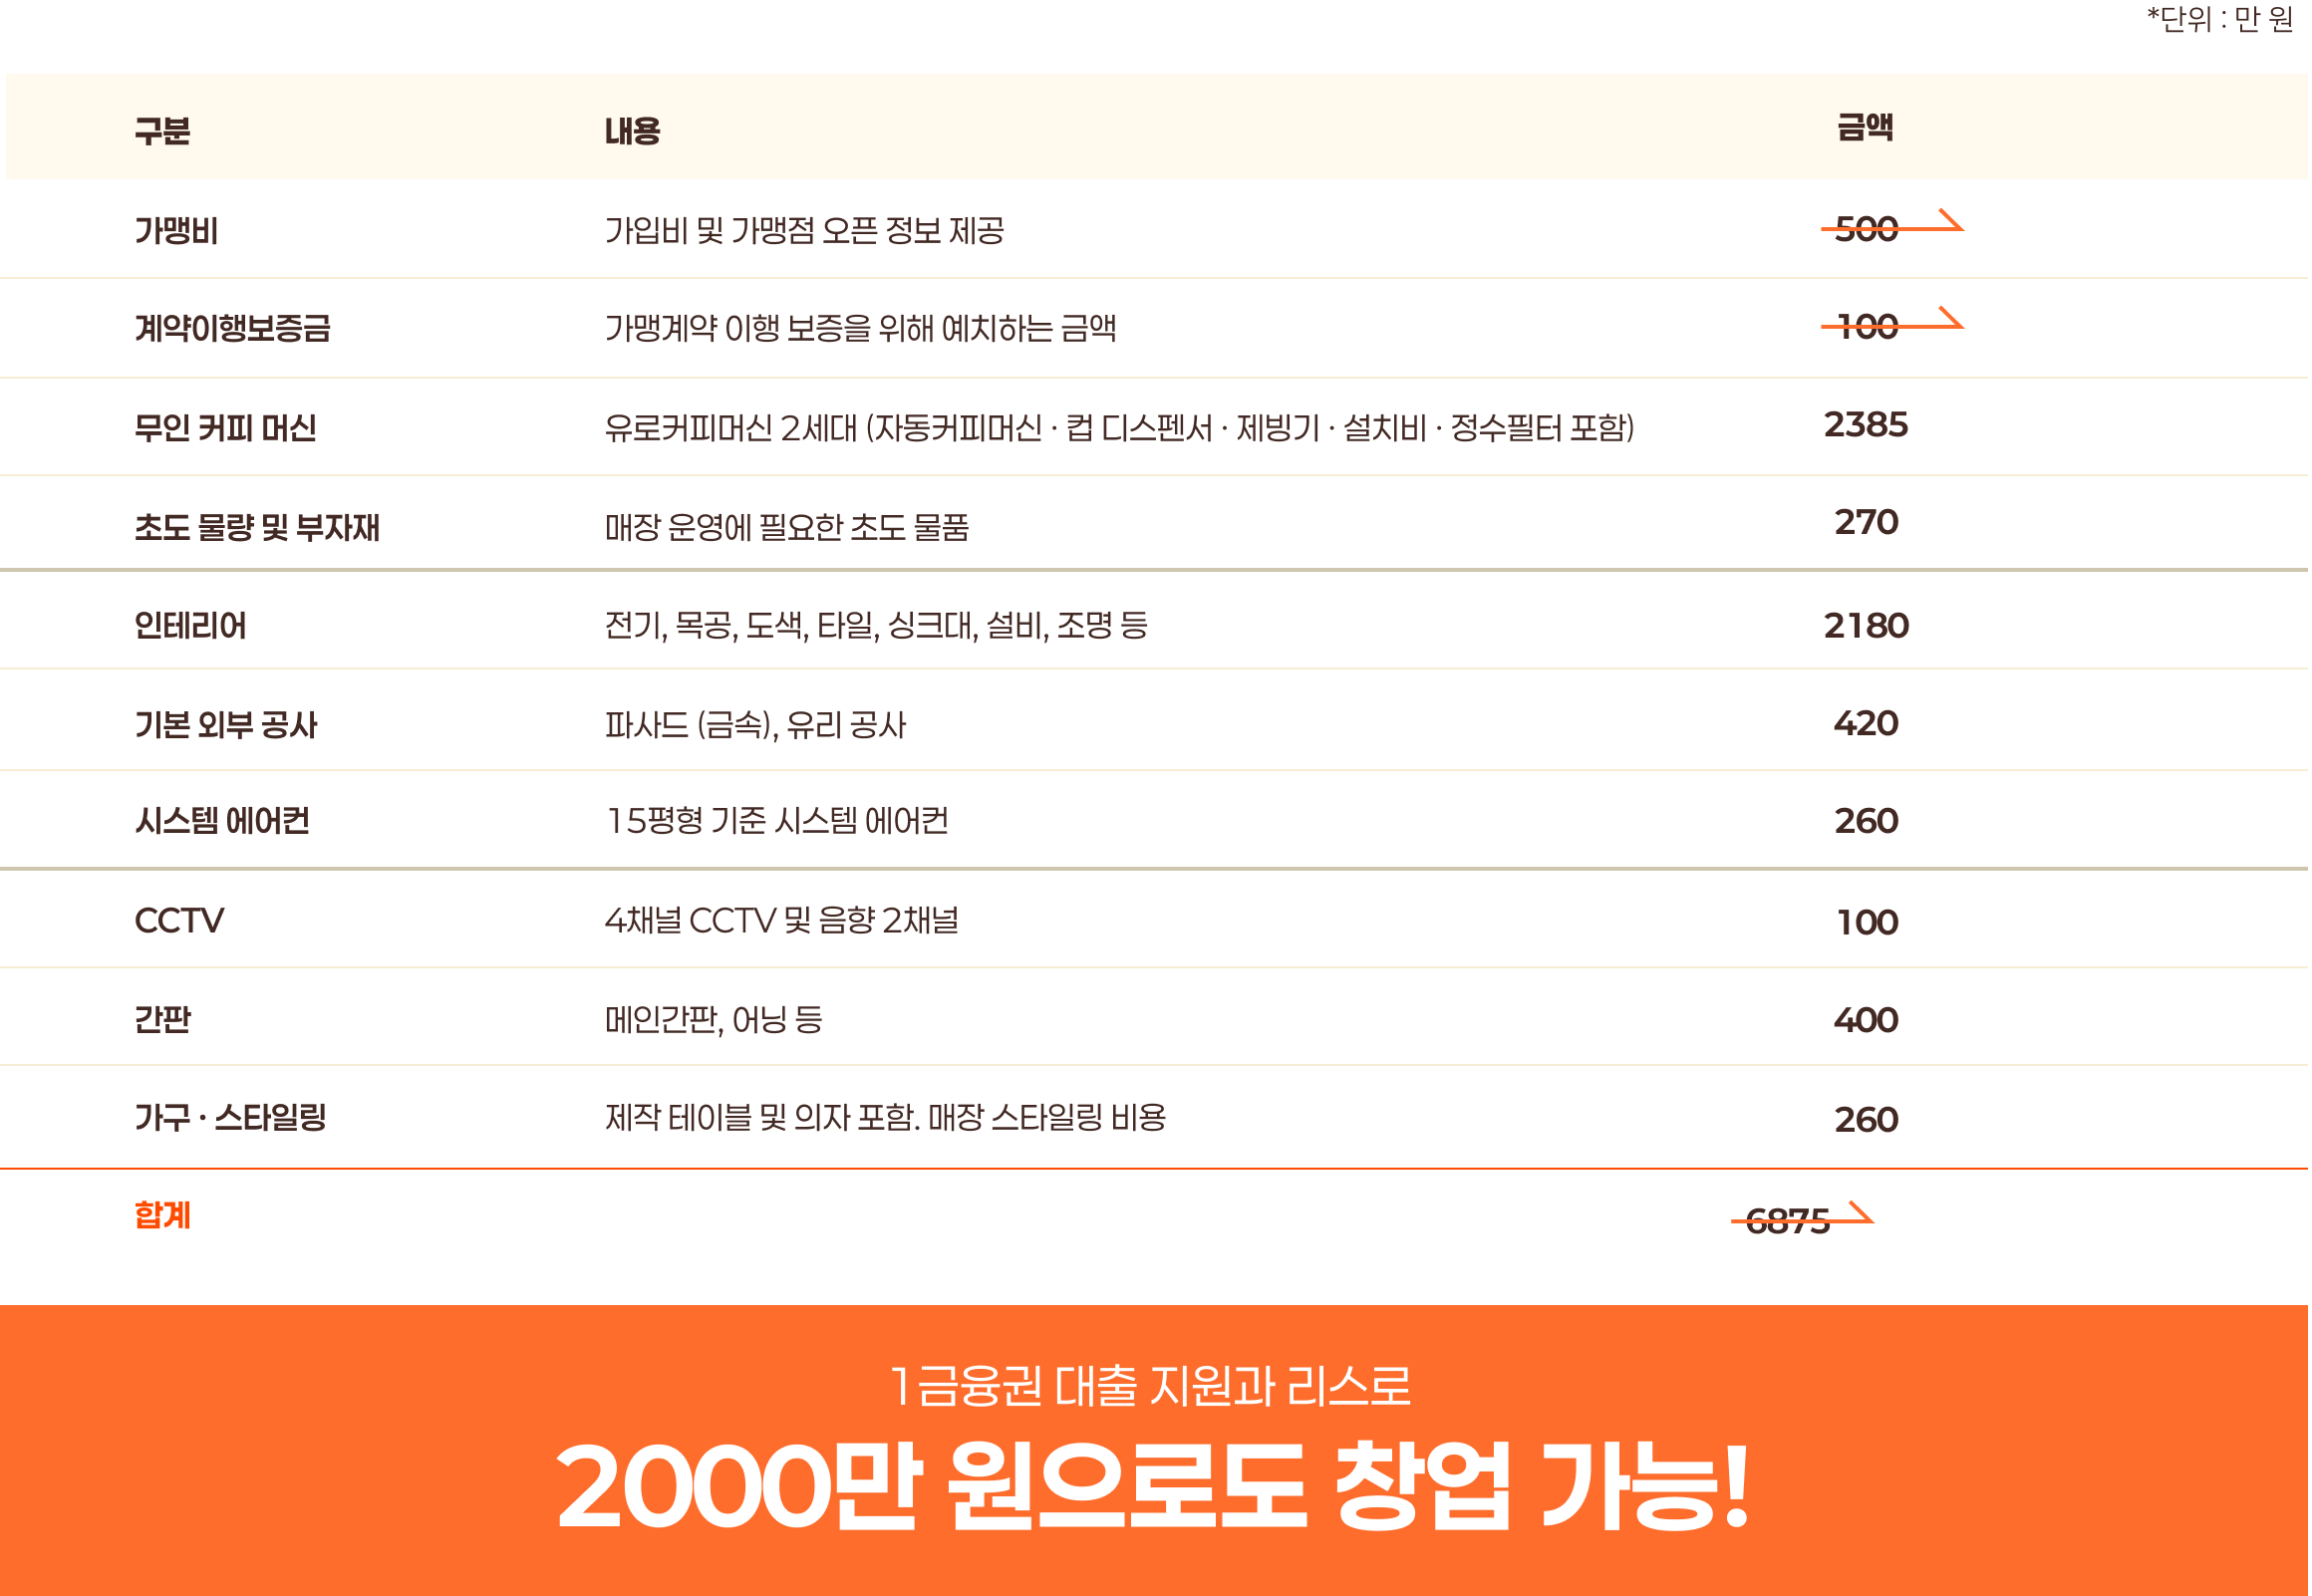 *단위 : 만 원
구분 내용 금액
가맹비 가입비 및 가맹점 오픈 정보 제공 500
계약이행보증금 가맹계약 이행 보증을 위해 예치하는 금액 100
무인 커피 머신 유로커피머신 2세대 (자동커피머신 · 컵 디스펜서 · 제빙기 · 설치비 · 정수필터 포함) 2385
초도 물량 및 부자재 매장 운영에 필요한 초도 물품 270
인테리어 전기, 목공, 도색, 타일, 싱크대, 설비, 조명 등 2180
기본 외부 공사 파사드 (금속), 유리 공사 420
시스템 에어컨 15평형 기준 시스템 에어컨 260
CCTV 4채널 CCTV 및 음향 2채널 100
간판 메인간판, 어닝 등 400
가구 · 스타일링 제작 테이블 및 의자 포함. 매장 스타일링 비용 260
합계 6875
1금융권 대출 지원과 리스로
2000만 원으로도 창업 가능!